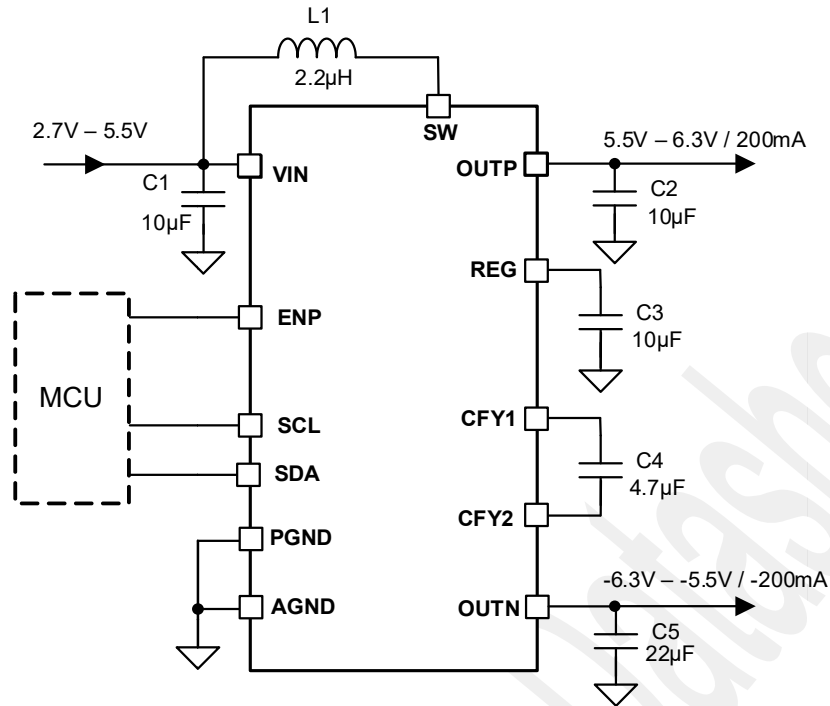 L1
2.2µH
2.7V – 5.5V
SW
5.5V – 6.3V / 200mA
C1
10µF
VIN
OUTP
C2
10µF
REG
C3
10µF
MCU
ENP
SCL
SDA
CFY1
C4
4.7µF
CFY2
PGND
AGND
OUTN
-6.3V – -5.5V / -200mA
C5
22µF